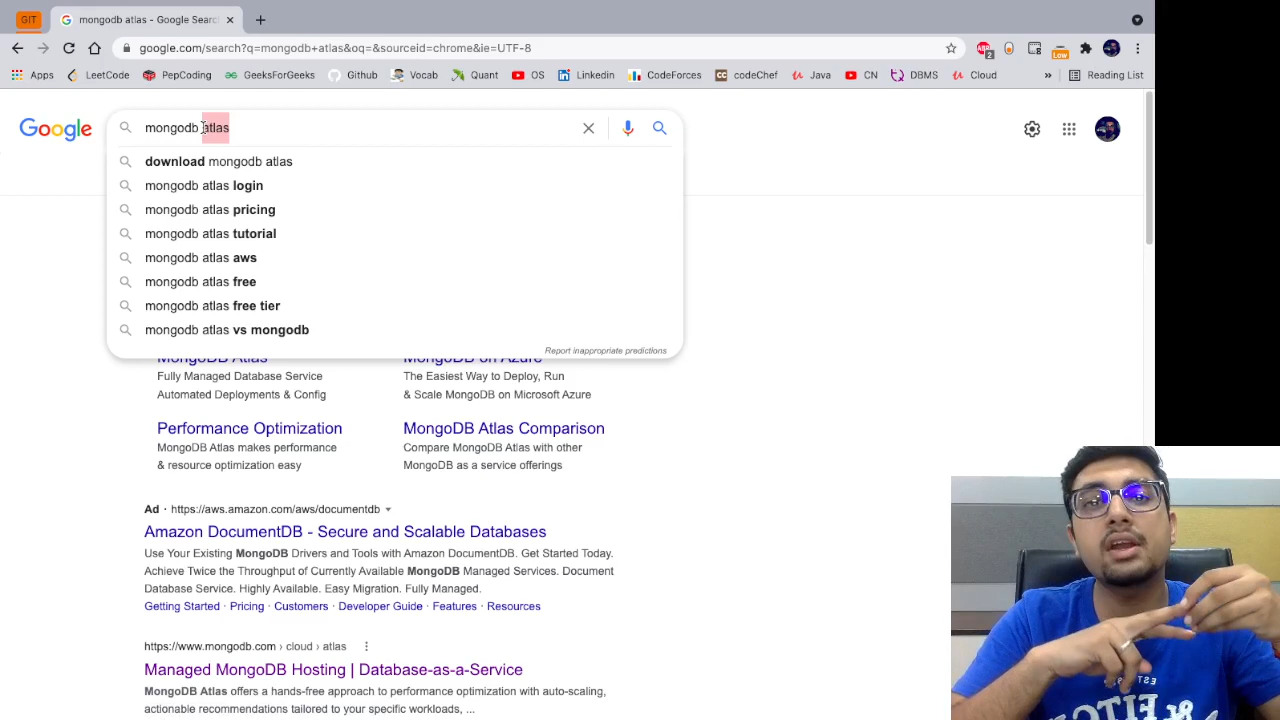 GIT
mongodb atlas - Google Search
google.com/search?q=mongodb+atlas&oq=&sourceid=chrome&ie=UTF-8
2
Low
Apps
LeetCode
PepCoding
GeeksForGeeks
Github
Vocab
Quant
YouTube
Linkedin
CodeForces
codeChef
Java
CN
DBMS
Cloud
»
Reading List
Google
mongodb atlas
download mongodb atlas
mongodb atlas login
mongodb atlas pricing
mongodb atlas tutorial
mongodb atlas aws
mongodb atlas free
mongodb atlas free tier
mongodb atlas vs mongodb
Report inappropriate predictions
MongoDB Atlas
Fully Managed Database Service
Automated Deployments & Config
MongoDB on Azure
The Easiest Way to Deploy, Run
& Scale MongoDB on Microsoft Azure
Performance Optimization
MongoDB Atlas makes performance
& resource optimization easy
MongoDB Atlas Comparison
Compare MongoDB Atlas with other
MongoDB as a service offerings
Ad · https://aws.amazon.com/aws/documentdb
Amazon DocumentDB - Secure and Scalable Databases
Use Your Existing MongoDB Drivers and Tools with Amazon DocumentDB. Get Started Today.
Achieve Twice the Throughput of Currently Available MongoDB Managed Services. Document
Database Service. Highly Available. Easy Migration. Fully Managed.
Getting Started · Pricing · Customers · Developer Guide · Features · Resources
https://www.mongodb.com › cloud › atlas
Managed MongoDB Hosting | Database-as-a-Service
MongoDB Atlas offers a hands-free approach to performance optimization with auto-scaling,
actionable recommendations tailored to your specific workloads, ...